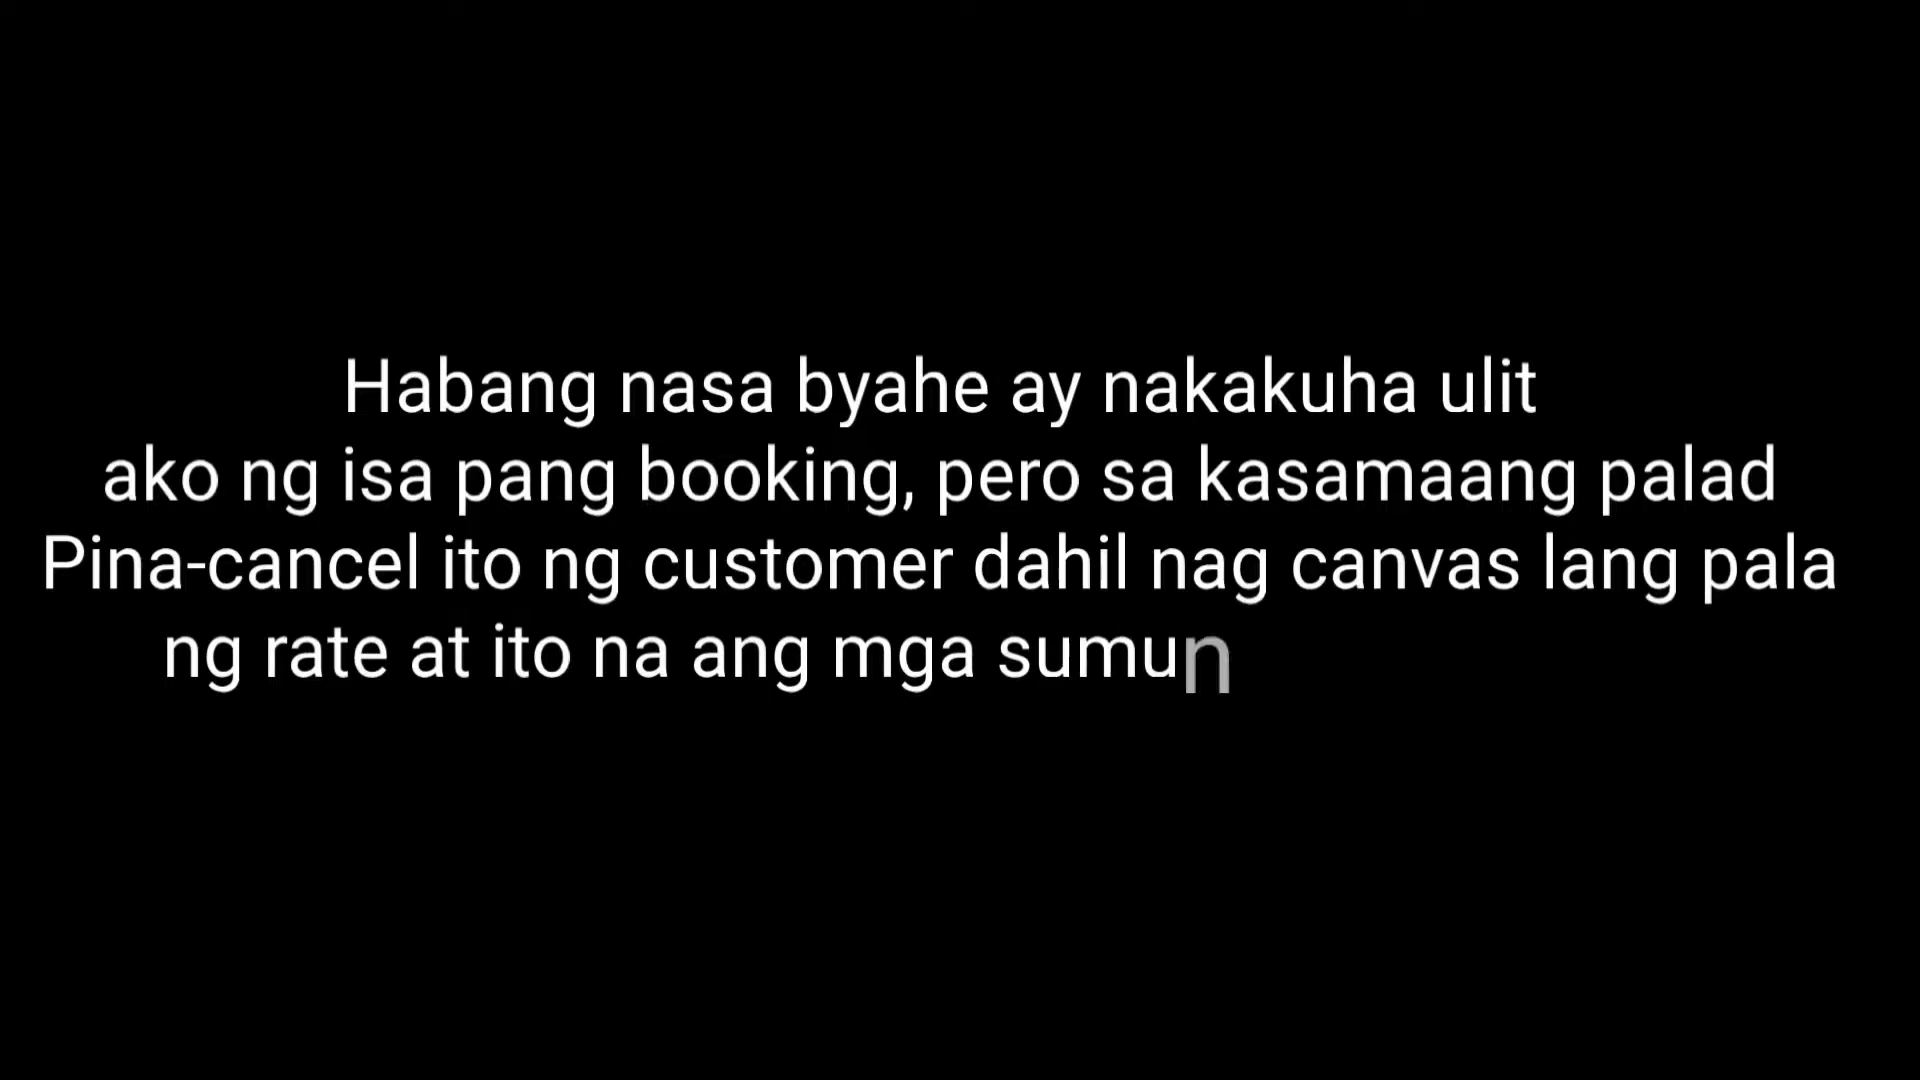 Habang nasa byahe ay nakakuha ulit
ako ng isa pang booking, pero sa kasamaang palad
Pina-cancel ito ng customer dahil nag canvas lang pala
ng rate at ito na ang mga sumun